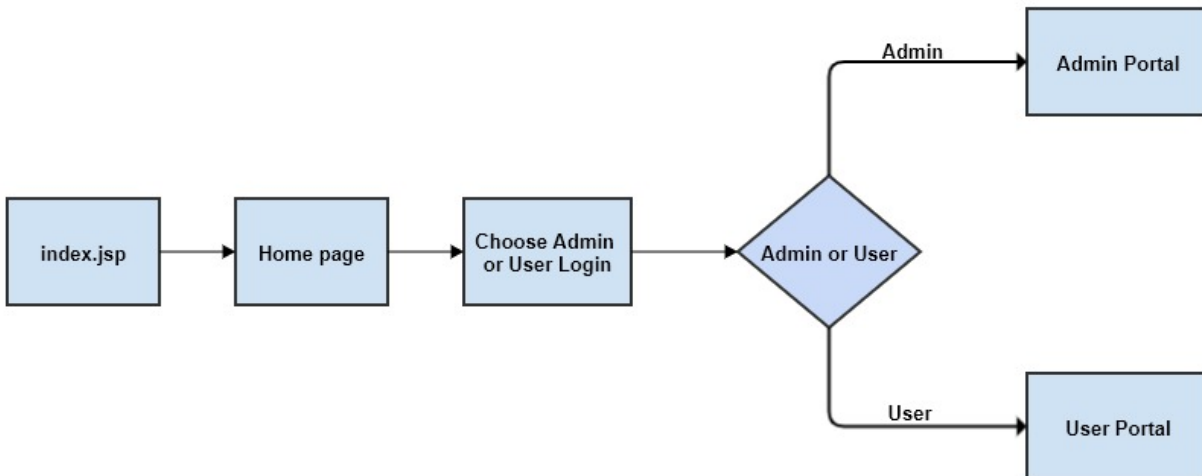 index.jsp
Home page
Choose Admin
or User Login
Admin or User
Admin
Admin Portal
User
User Portal